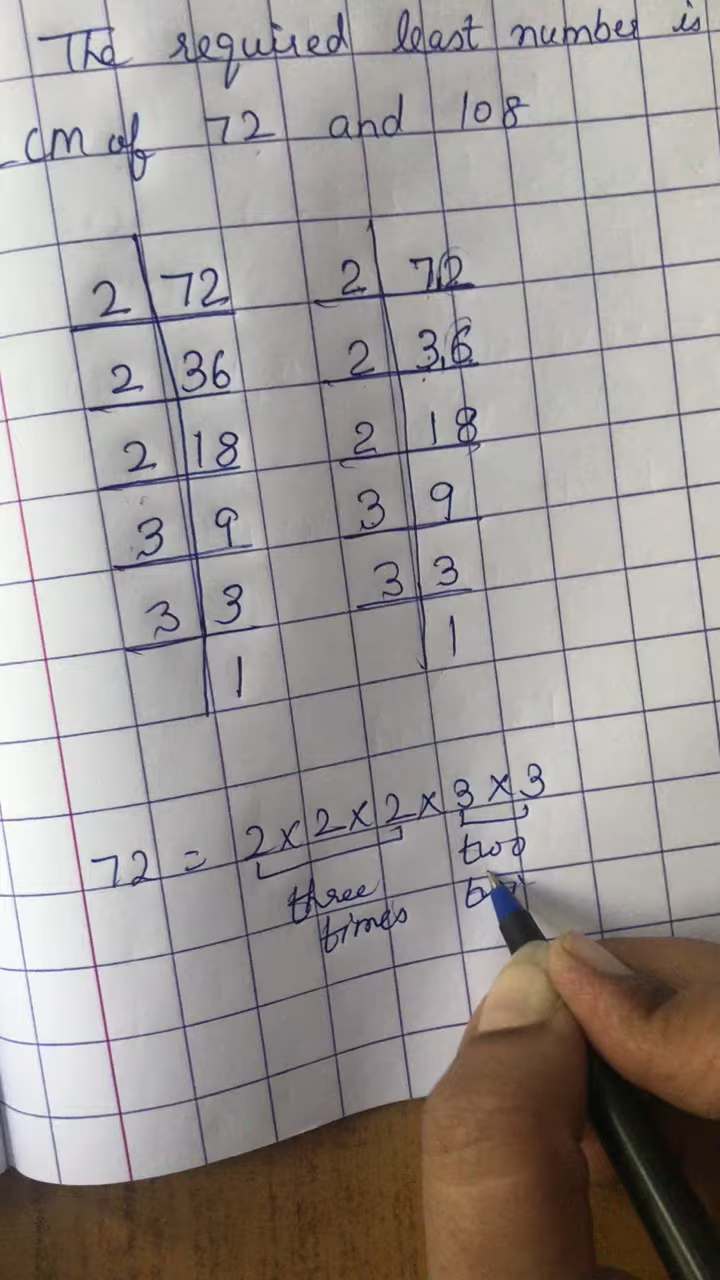 The required least number is
LCM of 72 and 108
2 72 2 72
2 36 2 36
2 18 2 18
3 9 3 9
3 3 3 3
1 1
72 = 2 × 2 × 2 × 3 × 3
three two
times